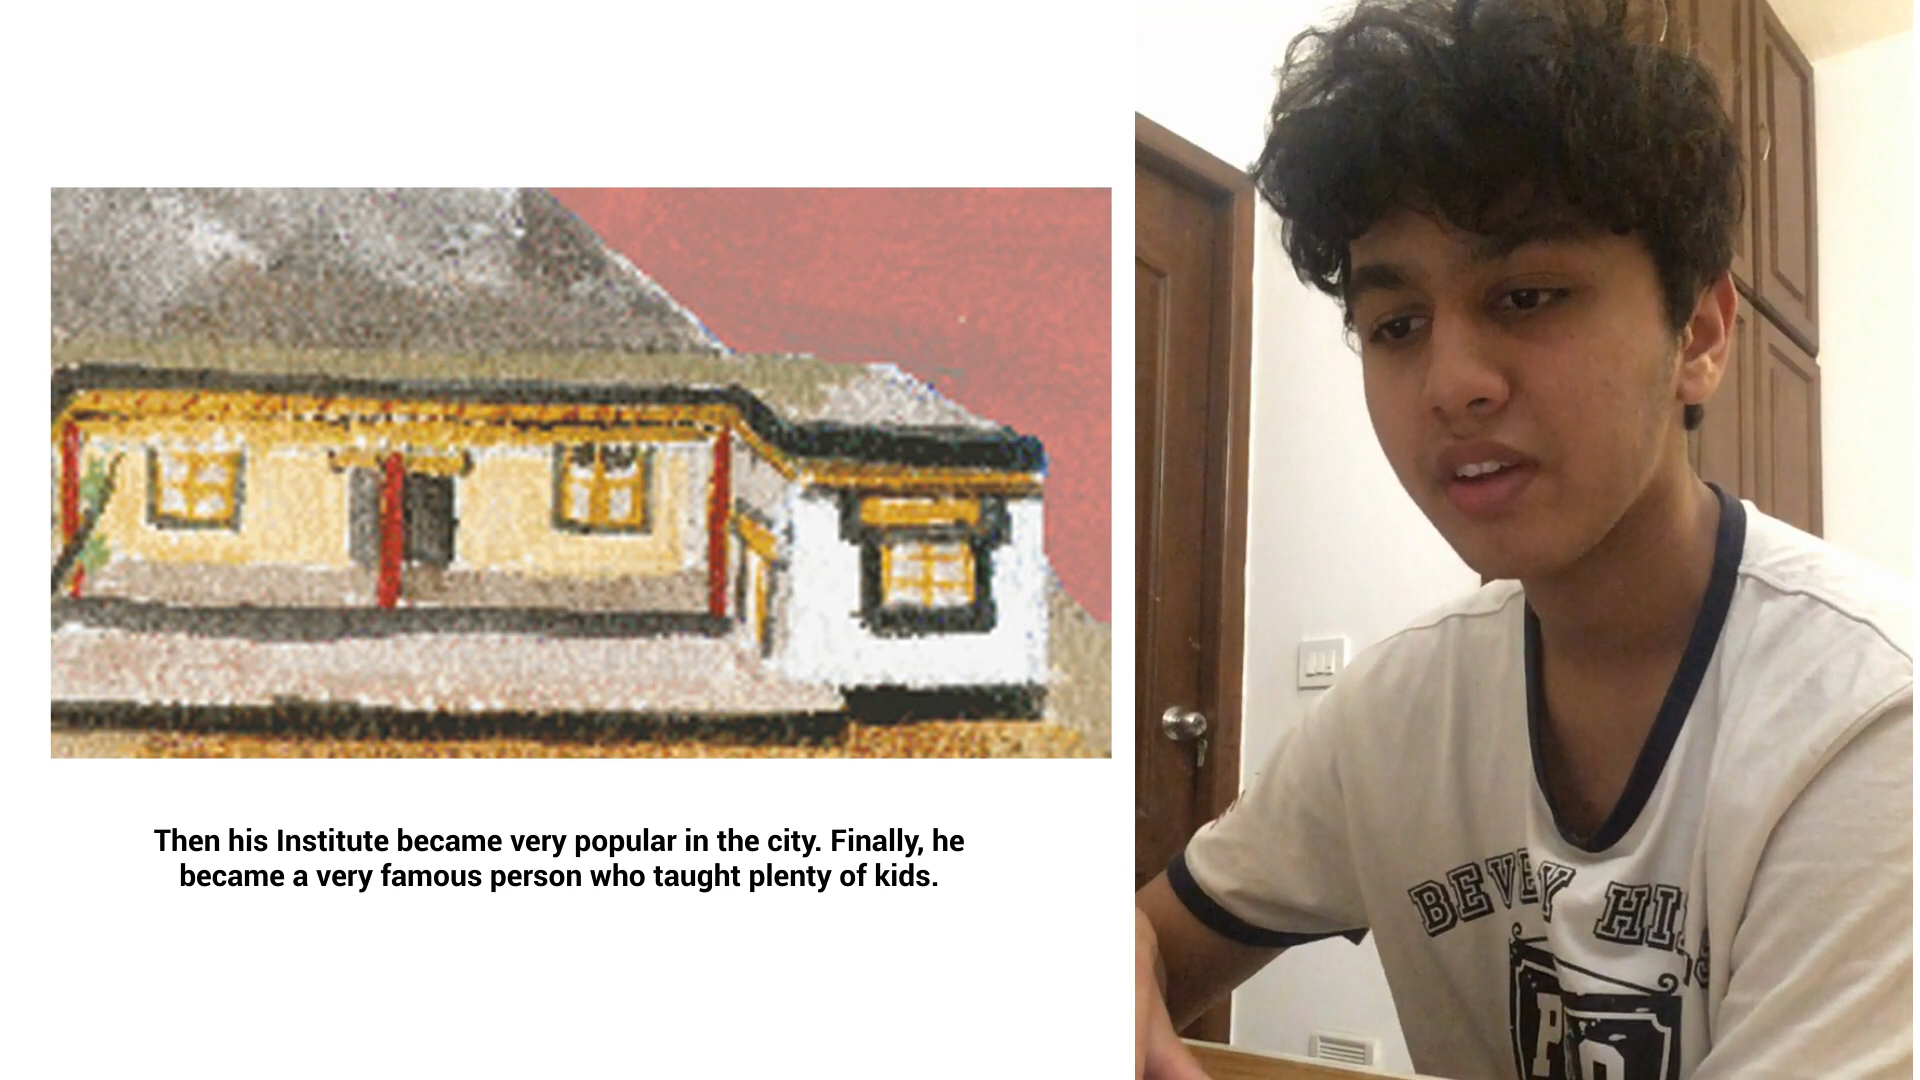 Then his Institute became very popular in the city. Finally, he
became a very famous person who taught plenty of kids.
HI
P